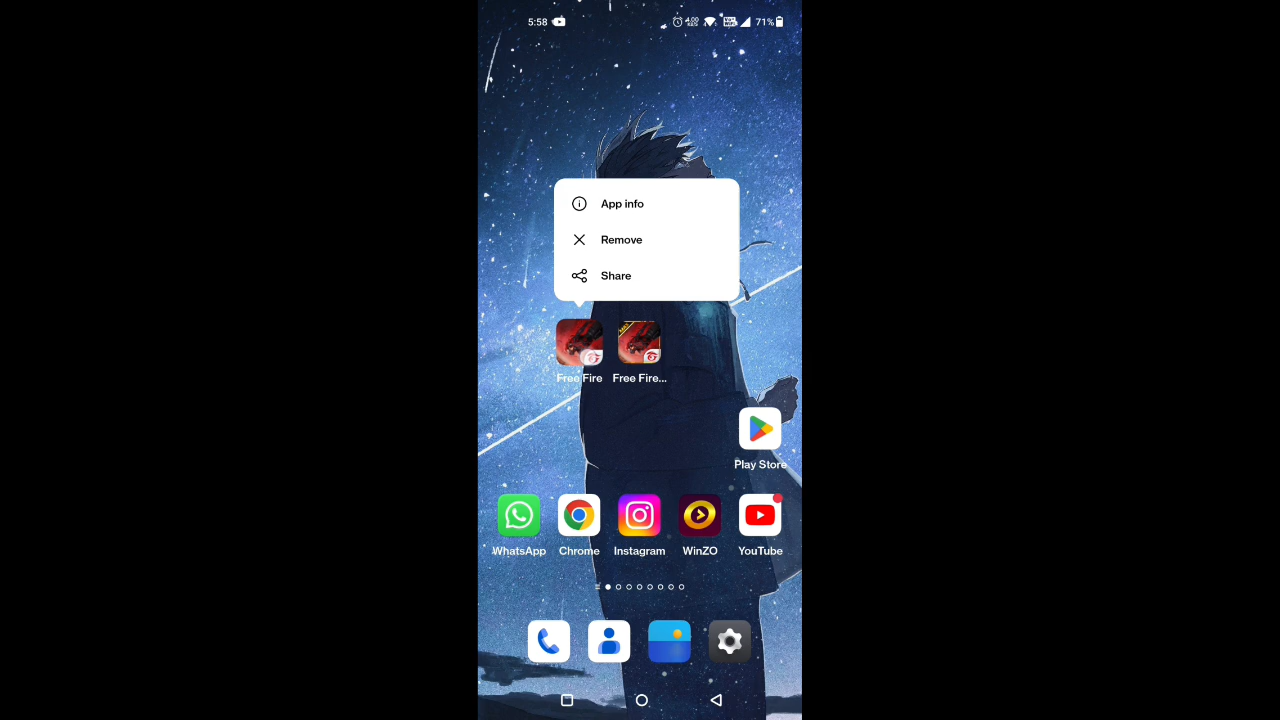 5:58
71%
App info
Remove
Share
Free Fire
Free Fire...
Play Store
WhatsApp
Chrome
Instagram
WinZO
YouTube